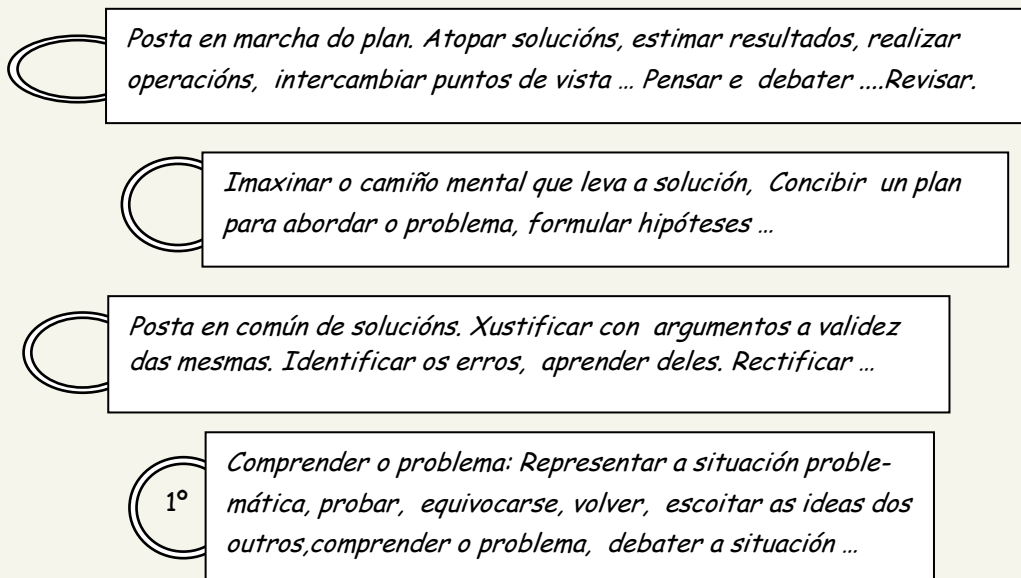 Posta en marcha do plan. Atopar solucións, estimar resultados, realizar
operacións, intercambiar puntos de vista … Pensar e debater ....Revisar.
Imaxinar o camiño mental que leva a solución, Concibir un plan
para abordar o problema, formular hipóteses …
Posta en común de solucións. Xustificar con argumentos a validez
das mesmas. Identificar os erros, aprender deles. Rectificar …
1º
Comprender o problema: Representar a situación proble-
mática, probar, equivocarse, volver, escoitar as ideas dos
outros,comprender o problema, debater a situación …